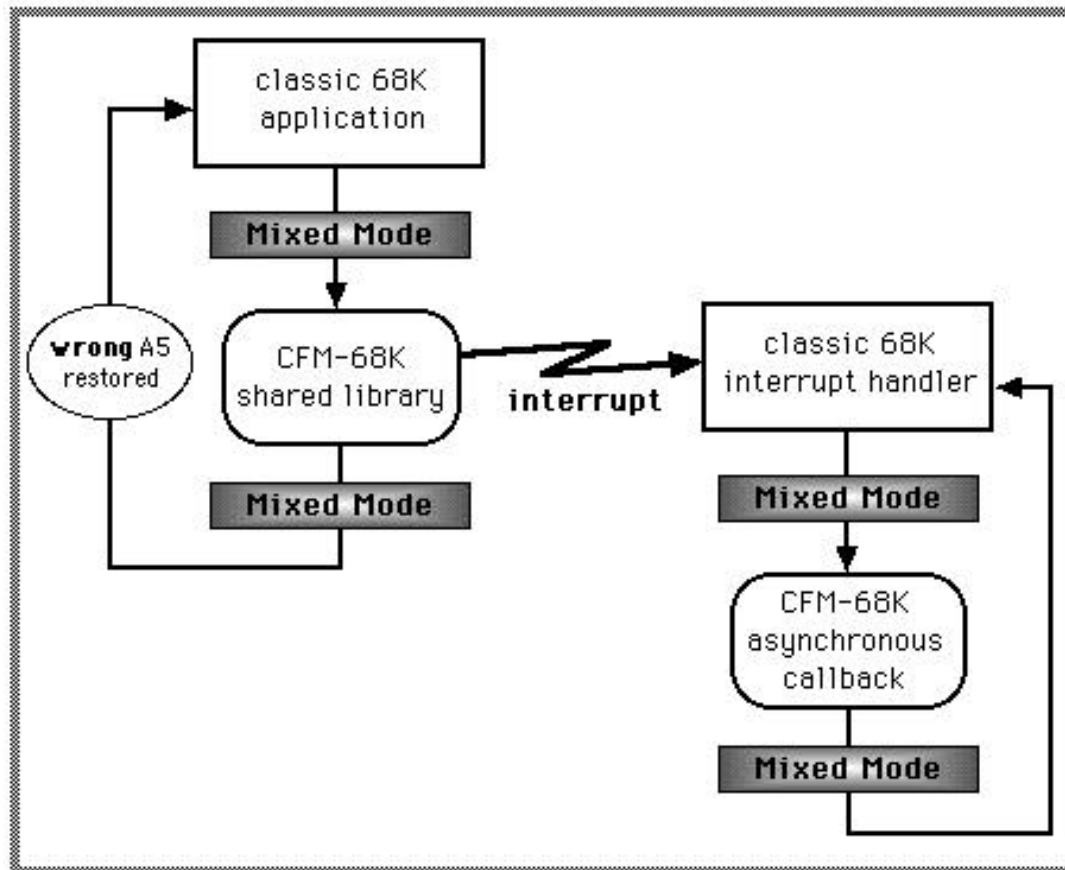 classic 68K
application
Mixed Mode
wrong A5
restored
CFM-68K
shared library
interrupt
classic 68K
interrupt handler
Mixed Mode
Mixed Mode
CFM-68K
asynchronous
callback
Mixed Mode